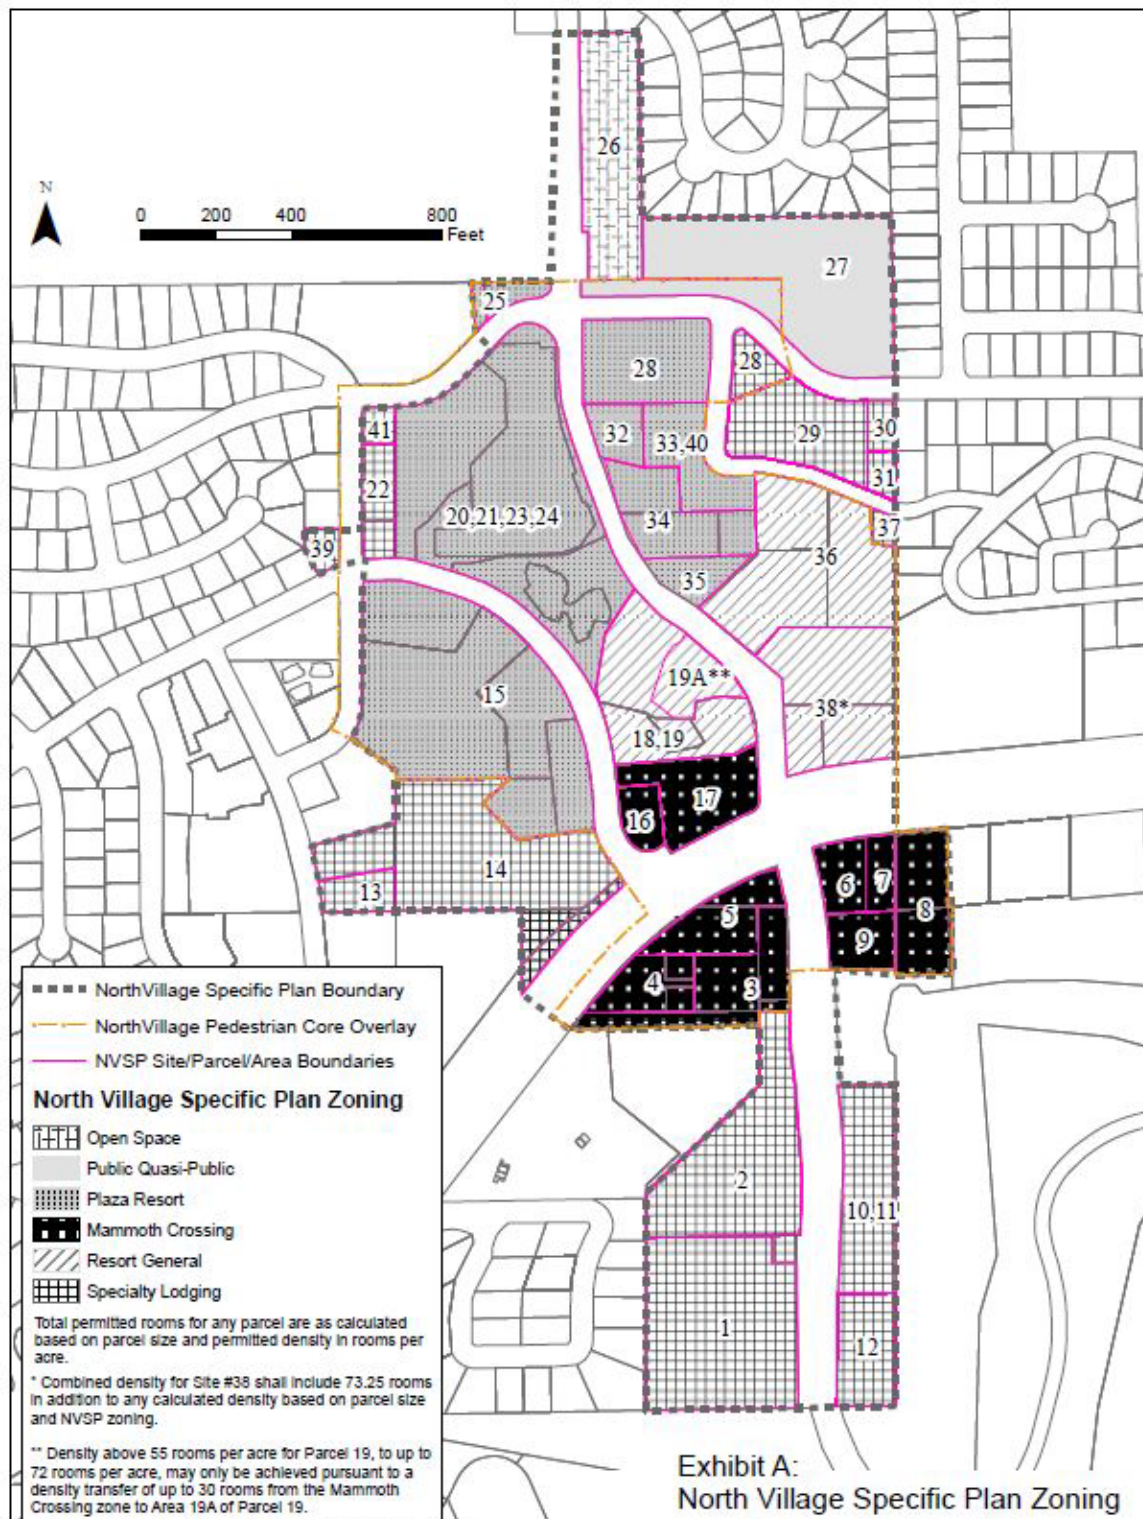 26
N
0 200 400 800
Feet
27
25
28
28
41
32
33,40
29
30
22
31
20,21,23,24
34
37
39
36
35
19A**
15
38*
18,19
17
16
14
13
6
7
5
8
9
4
3
2
10,11
1
12
NorthVillage Specific Plan Boundary
NorthVillage Pedestrian Core Overlay
NVSP Site/Parcel/Area Boundaries
North Village Specific Plan Zoning
Open Space
Public Quasi-Public
Plaza Resort
Mammoth Crossing
Resort General
Specialty Lodging
Total permitted rooms for any parcel are as calculated
based on parcel size and permitted density in rooms per
acre.
* Combined density for Site #38 shall include 73.25 rooms
in addition to any calculated density based on parcel size
and NVSP zoning.
** Density above 55 rooms per acre for Parcel 19, to up to
72 rooms per acre, may only be achieved pursuant to a
density transfer of up to 30 rooms from the Mammoth
Crossing zone to Area 19A of Parcel 19.
Exhibit A:
North Village Specific Plan Zoning